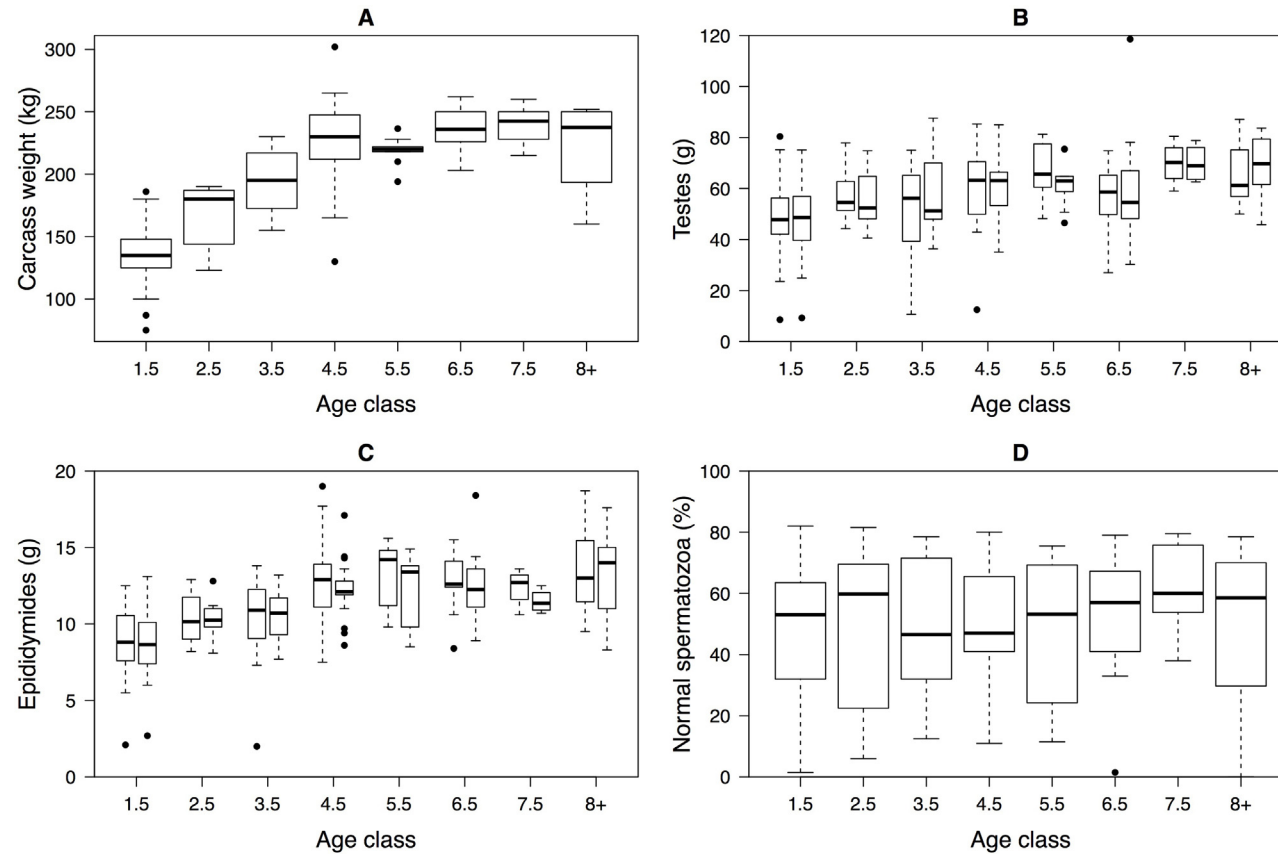 A
Carcass weight (kg)
300
250
200
150
100
1.5 2.5 3.5 4.5 5.5 6.5 7.5 8+
Age class
B
Testes (g)
120
100
80
60
40
20
0
1.5 2.5 3.5 4.5 5.5 6.5 7.5 8+
Age class
C
Epididymides (g)
20
15
10
5
0
1.5 2.5 3.5 4.5 5.5 6.5 7.5 8+
Age class
D
Normal spermatozoa (%)
100
80
60
40
20
0
1.5 2.5 3.5 4.5 5.5 6.5 7.5 8+
Age class